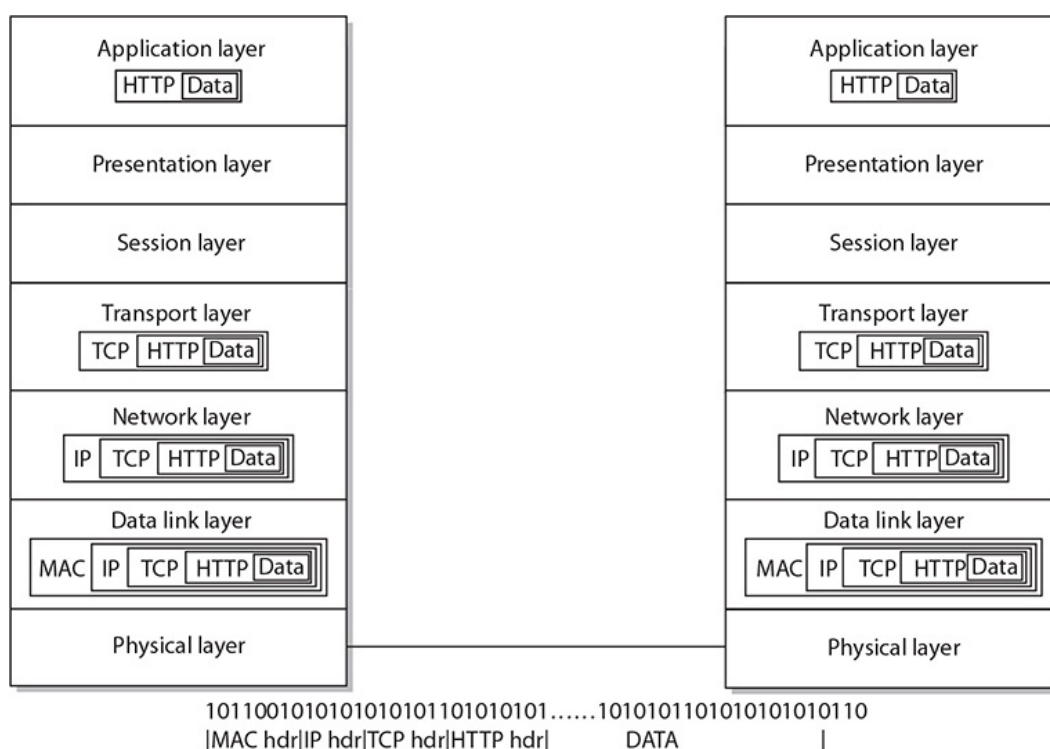 Application layer
HTTP Data
Presentation layer
Session layer
Transport layer
TCP HTTP Data
Network layer
IP TCP HTTP Data
Data link layer
MAC IP TCP HTTP Data
Physical layer
Application layer
HTTP Data
Presentation layer
Session layer
Transport layer
TCP HTTP Data
Network layer
IP TCP HTTP Data
Data link layer
MAC IP TCP HTTP Data
Physical layer
1011001010101010101101010101......1010101101010101010110
|MAC hdr|IP hdr|TCP hdr|HTTP hdr| DATA |